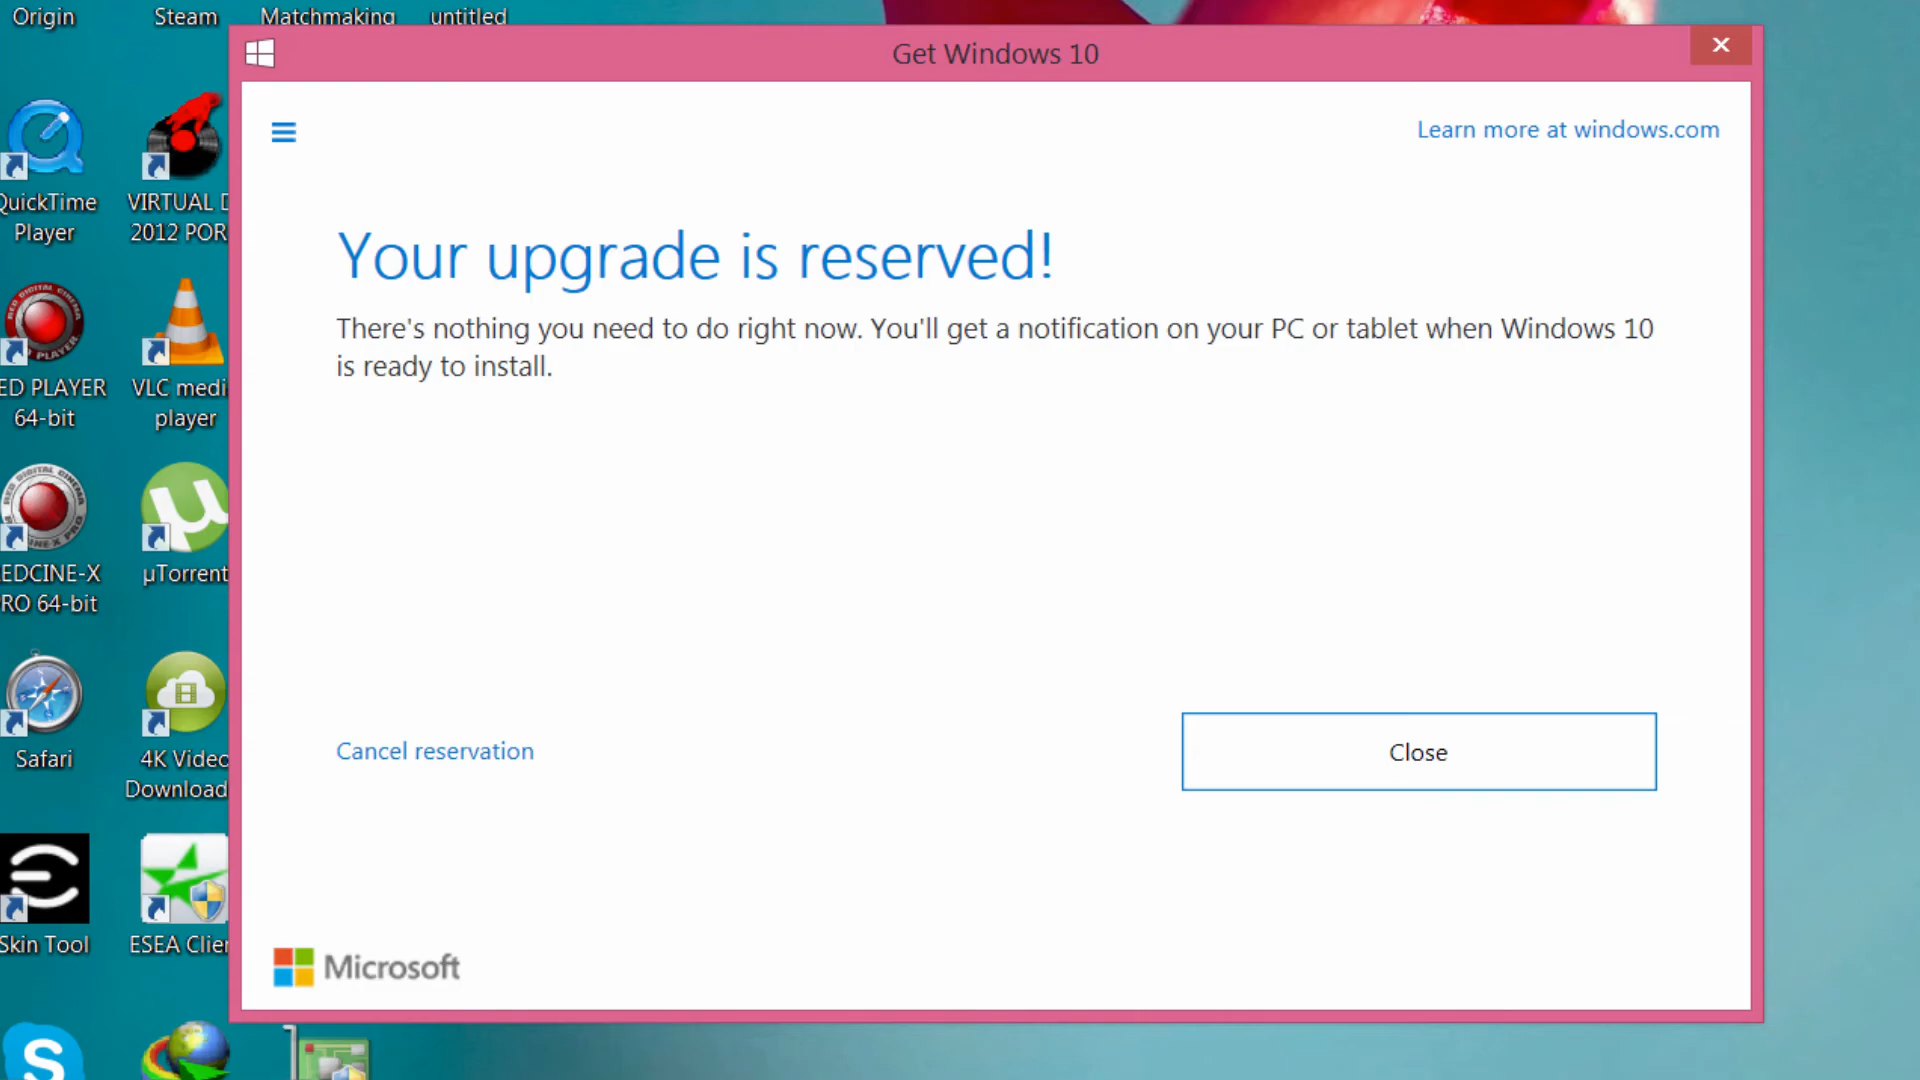 Origin
Steam
Matchmaking
untitled
Get Windows 10
Learn more at windows.com
QuickTime
Player
VIRTUAL D
2012 POR
Your upgrade is reserved!
There's nothing you need to do right now. You'll get a notification on your PC or tablet when Windows 10
is ready to install.
ED PLAYER
64-bit
VLC medi
player
EDCINE-X
RO 64-bit
µTorrent
Safari
4K Video
Download
Cancel reservation
Close
Skin Tool
ESEA Clien
Microsoft